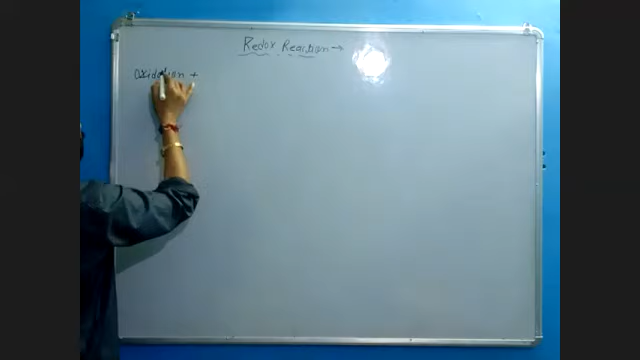 Redox Reaction →
Oxidation +